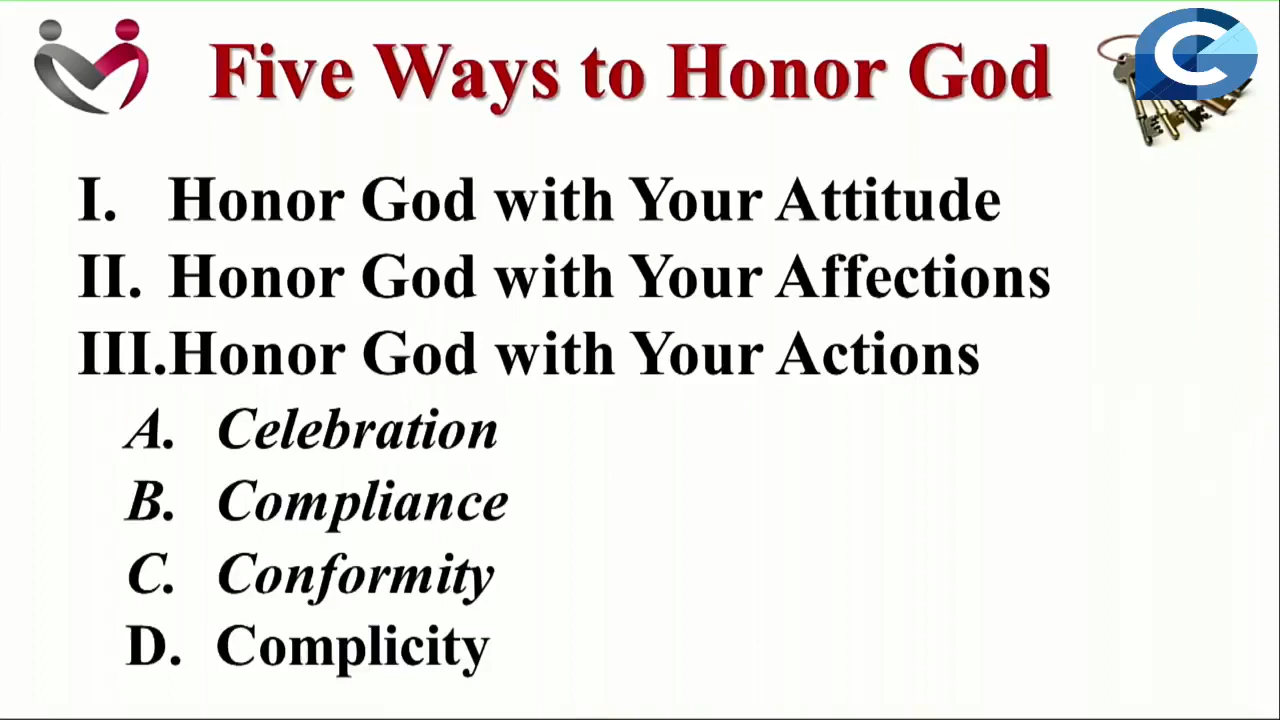 Five Ways to Honor God
I. Honor God with Your Attitude
II. Honor God with Your Affections
III.Honor God with Your Actions
A. Celebration
B. Compliance
C. Conformity
D. Complicity